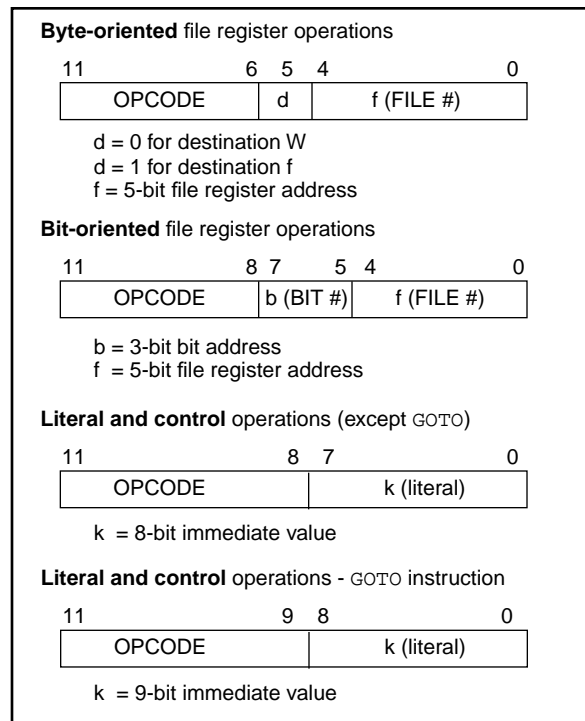 Byte-oriented file register operations
11 6 5 4 0
OPCODE d f (FILE #)
d = 0 for destination W
d = 1 for destination f
f = 5-bit file register address
Bit-oriented file register operations
11 8 7 5 4 0
OPCODE b (BIT #) f (FILE #)
b = 3-bit bit address
f = 5-bit file register address
Literal and control operations (except GOTO)
11 8 7 0
OPCODE k (literal)
k = 8-bit immediate value
Literal and control operations - GOTO instruction
11 9 8 0
OPCODE k (literal)
k = 9-bit immediate value